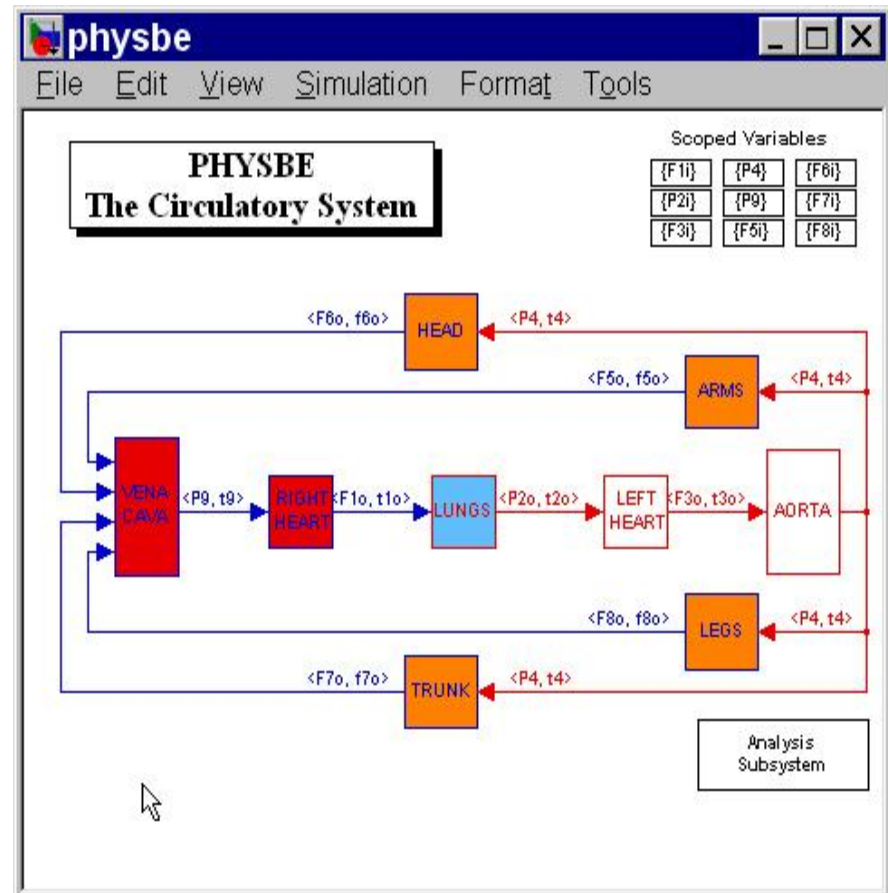 physbe
File Edit View Simulation Format Tools
Scoped Variables
PHYSBE
The Circulatory System
{F1i} {P4} {F6i}
{P2i} {P9} {F7i}
{F3i} {F5i} {F8i}
<F6o, f6o> HEAD <P4, t4>
<F5o, f5o> ARMS <P4, t4>
VENA
CAVA
<P9, t9>
RIGHT
HEART
<F1o, t1o>
LUNGS
<P2o, t2o>
LEFT
HEART
<F3o, t3o>
AORTA
<F8o, f8o> LEGS <P4, t4>
<F7o, f7o> TRUNK <P4, t4>
Analysis
Subsystem